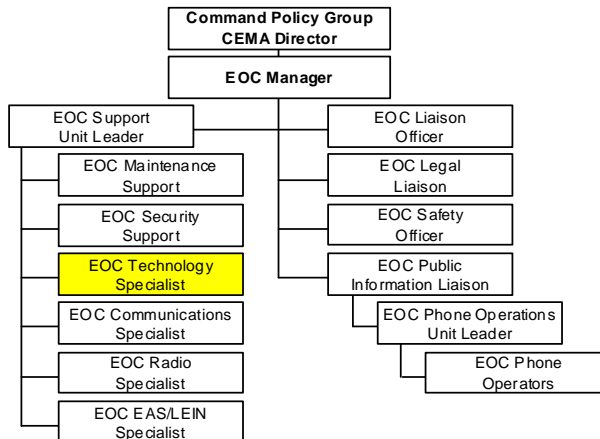 Command Policy Group
CEMA Director
EOC Manager
EOC Support
Unit Leader
EOC Maintenance
Support
EOC Security
Support
EOC Technology
Specialist
EOC Communications
Specialist
EOC Radio
Specialist
EOC EAS/LEIN
Specialist
EOC Liaison
Officer
EOC Legal
Liaison
EOC Safety
Officer
EOC Public
Information Liaison
EOC Phone Operations
Unit Leader
EOC Phone
Operators